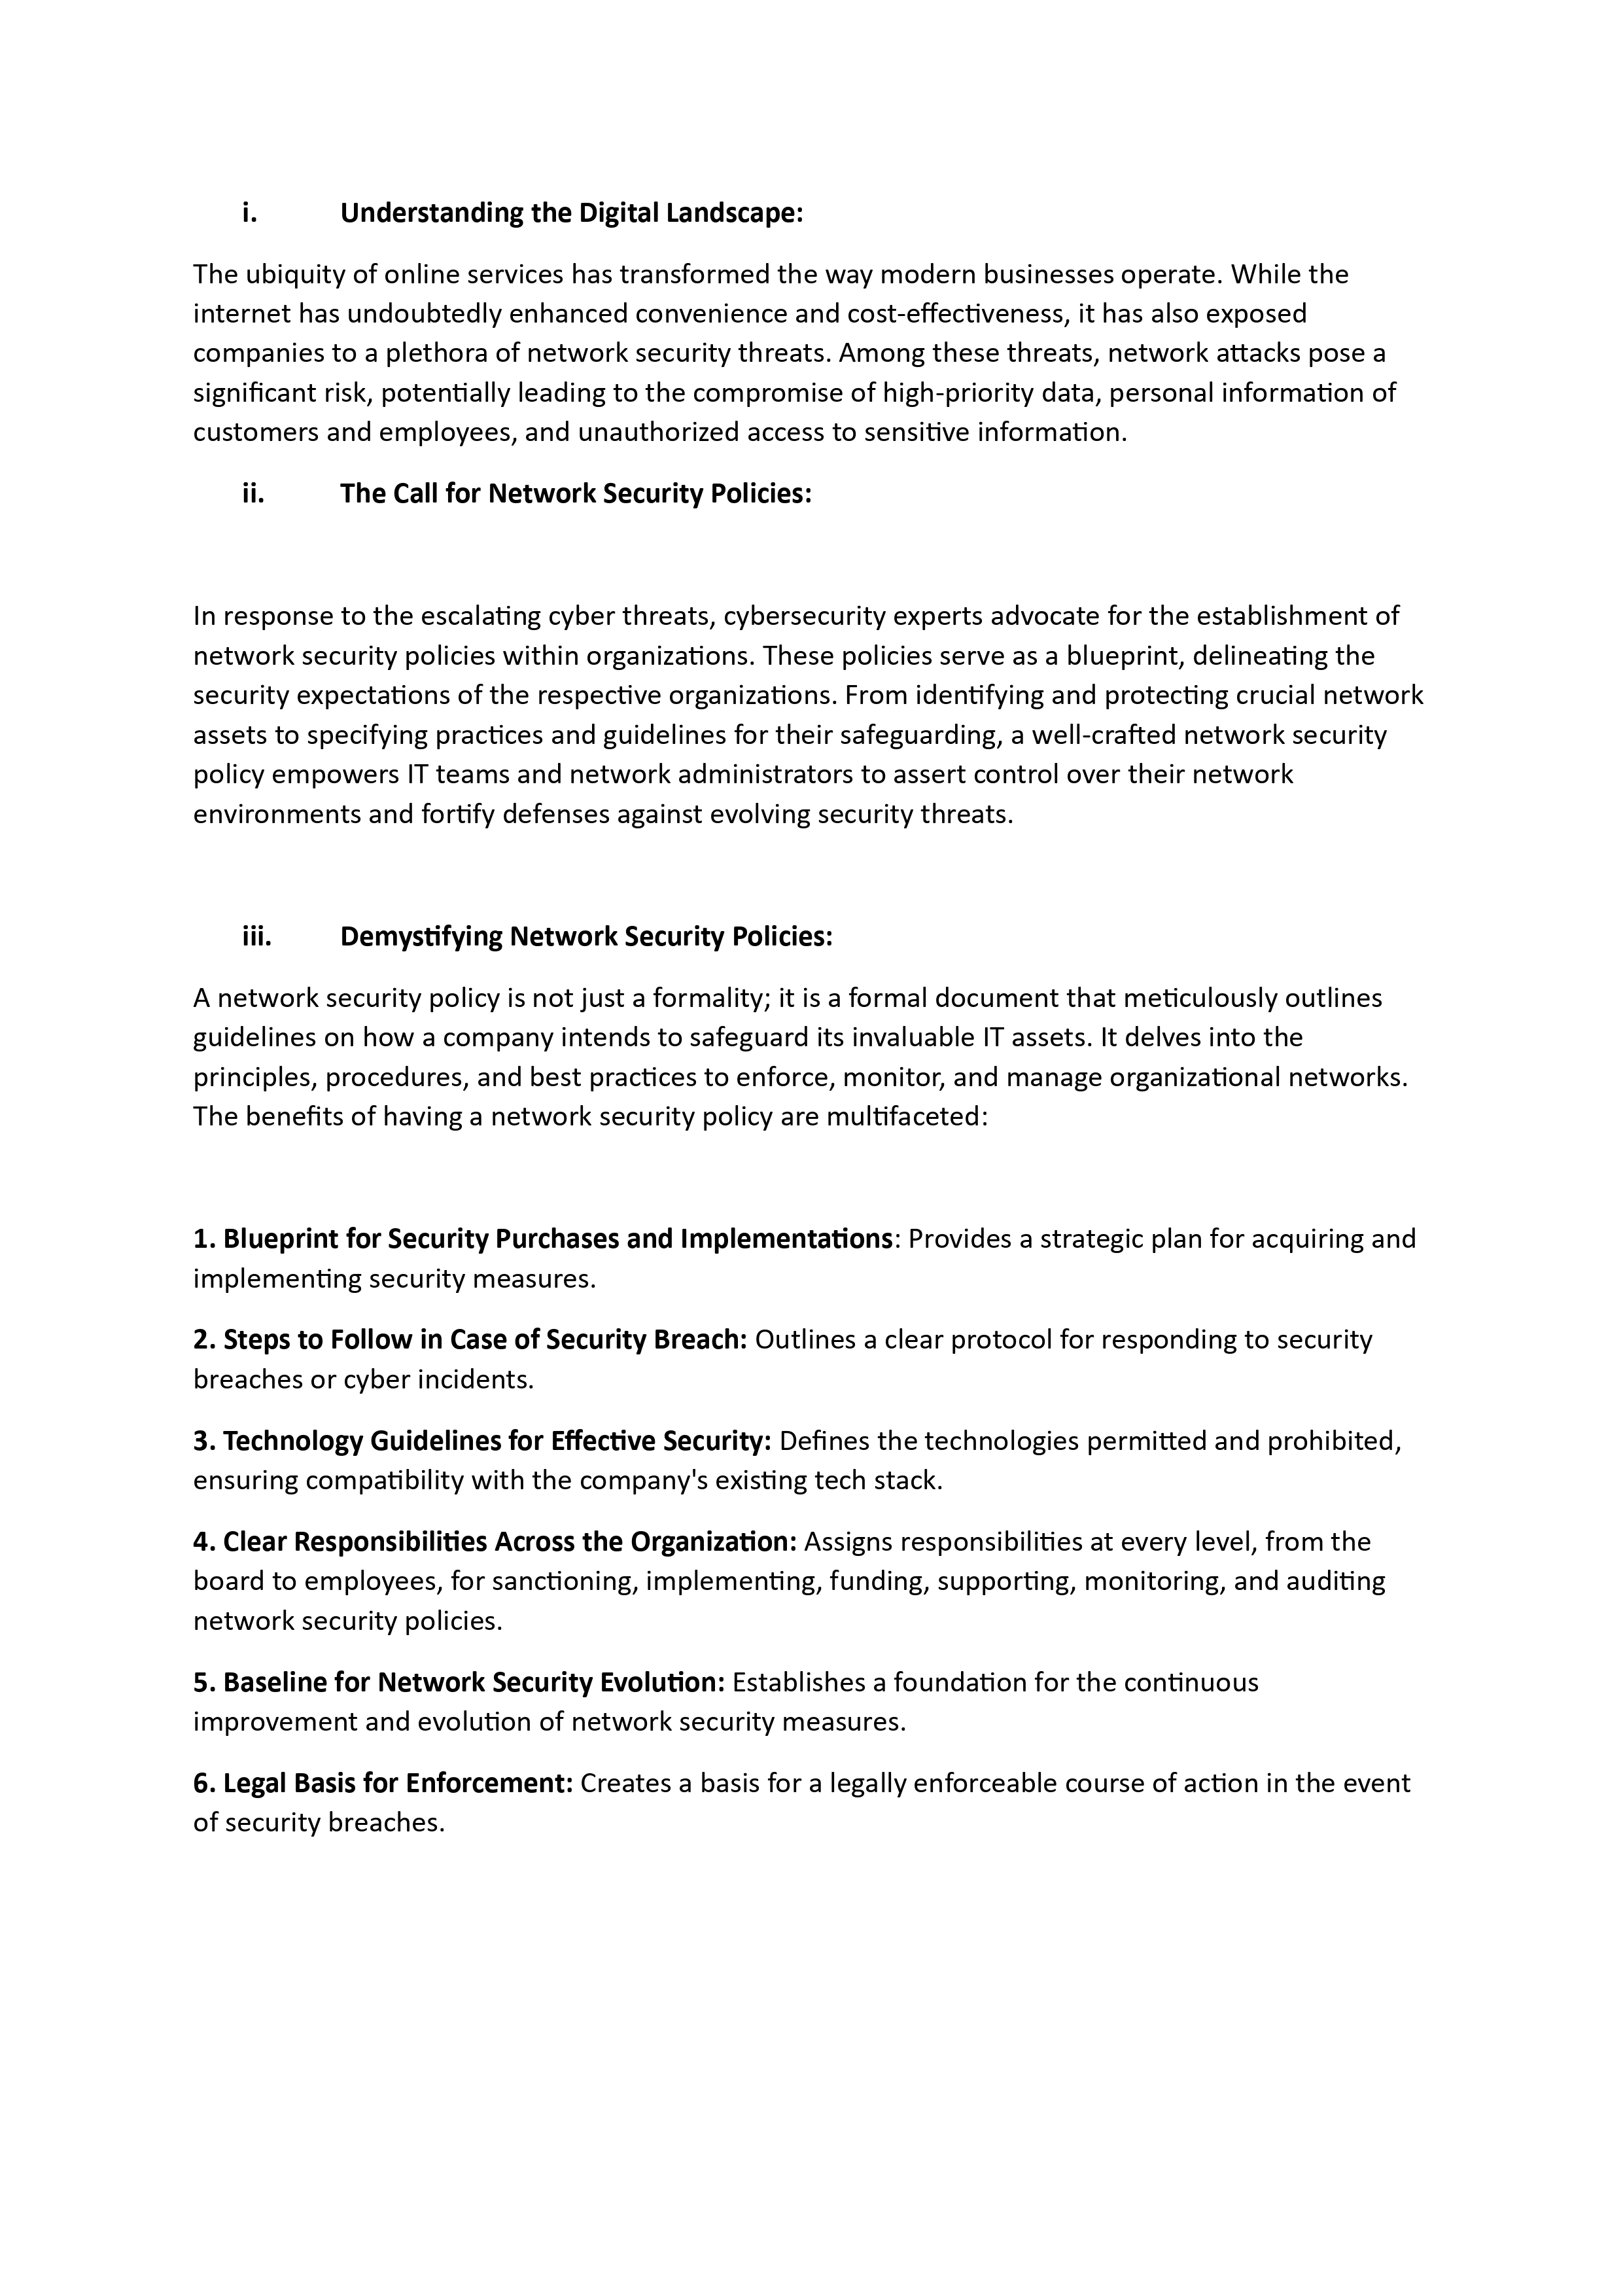 i. Understanding the Digital Landscape:
The ubiquity of online services has transformed the way modern businesses operate. While the
internet has undoubtedly enhanced convenience and cost-effectiveness, it has also exposed
companies to a plethora of network security threats. Among these threats, network attacks pose a
significant risk, potentially leading to the compromise of high-priority data, personal information of
customers and employees, and unauthorized access to sensitive information.
ii. The Call for Network Security Policies:
In response to the escalating cyber threats, cybersecurity experts advocate for the establishment of
network security policies within organizations. These policies serve as a blueprint, delineating the
security expectations of the respective organizations. From identifying and protecting crucial network
assets to specifying practices and guidelines for their safeguarding, a well-crafted network security
policy empowers IT teams and network administrators to assert control over their network
environments and fortify defenses against evolving security threats.
iii. Demystifying Network Security Policies:
A network security policy is not just a formality; it is a formal document that meticulously outlines
guidelines on how a company intends to safeguard its invaluable IT assets. It delves into the
principles, procedures, and best practices to enforce, monitor, and manage organizational networks.
The benefits of having a network security policy are multifaceted:
1. Blueprint for Security Purchases and Implementations: Provides a strategic plan for acquiring and
implementing security measures.
2. Steps to Follow in Case of Security Breach: Outlines a clear protocol for responding to security
breaches or cyber incidents.
3. Technology Guidelines for Effective Security: Defines the technologies permitted and prohibited,
ensuring compatibility with the company's existing tech stack.
4. Clear Responsibilities Across the Organization: Assigns responsibilities at every level, from the
board to employees, for sanctioning, implementing, funding, supporting, monitoring, and auditing
network security policies.
5. Baseline for Network Security Evolution: Establishes a foundation for the continuous
improvement and evolution of network security measures.
6. Legal Basis for Enforcement: Creates a basis for a legally enforceable course of action in the event
of security breaches.